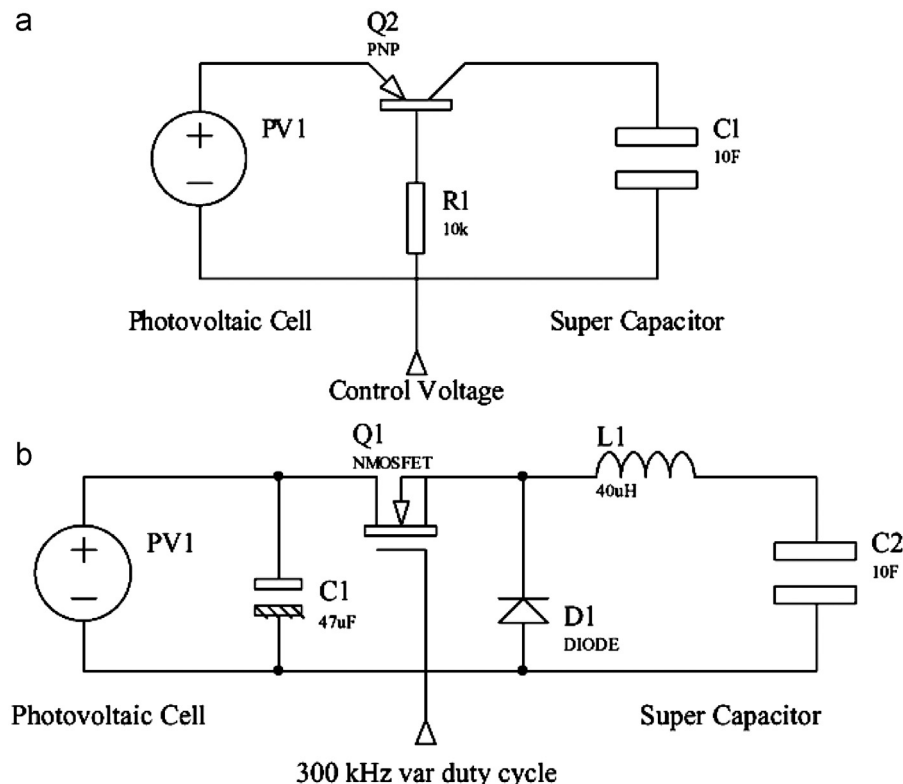 a
Q2
PNP
PV1
C1
10F
R1
10k
Photovoltaic Cell
Super Capacitor
Control Voltage
b
Q1
NMOSFET
L1
40uH
PV1
C1
47uF
C2
10F
D1
DIODE
Photovoltaic Cell
Super Capacitor
300 kHz var duty cycle